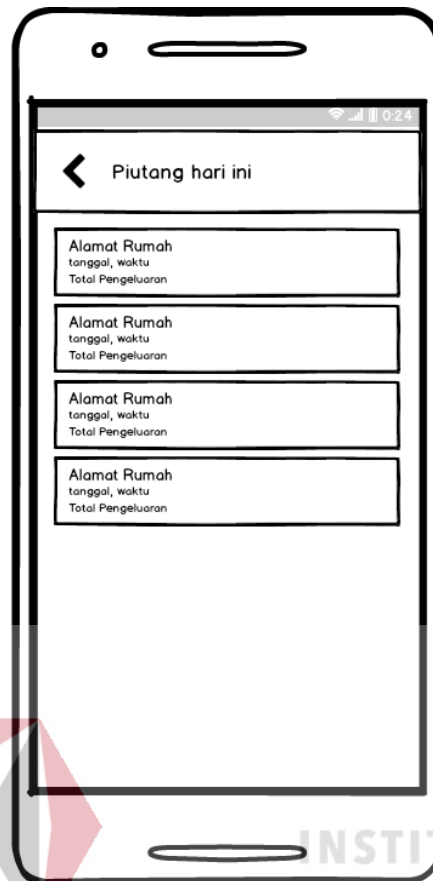 0:24
Piutang hari ini
Alamat Rumah
tanggal, waktu
Total Pengeluaran
Alamat Rumah
tanggal, waktu
Total Pengeluaran
Alamat Rumah
tanggal, waktu
Total Pengeluaran
Alamat Rumah
tanggal, waktu
Total Pengeluaran